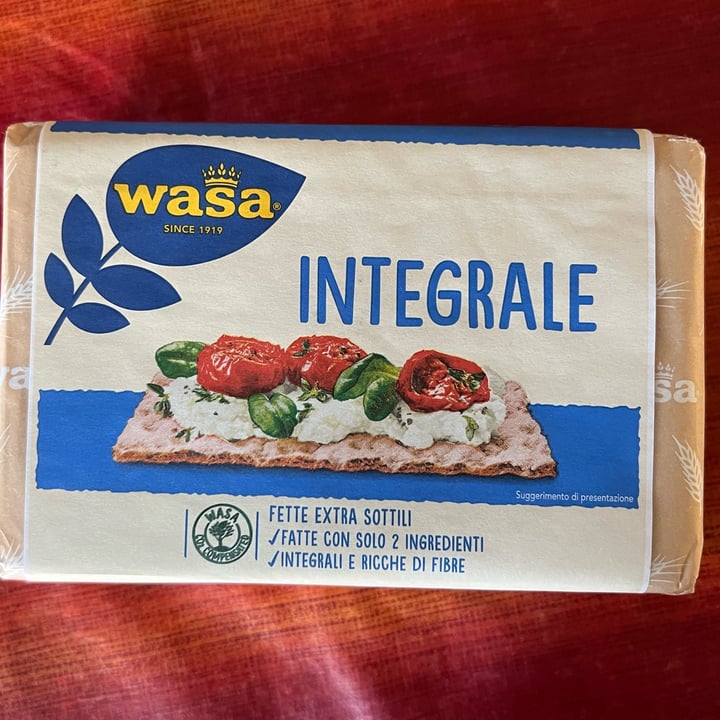 wasa®
SINCE 1919
INTEGRALE
Suggerimento di presentazione
WASA
CO2 COMPENSATED
FETTE EXTRA SOTTILI
✓FATTE CON SOLO 2 INGREDIENTI
✓INTEGRALI E RICCHE DI FIBRE
sa